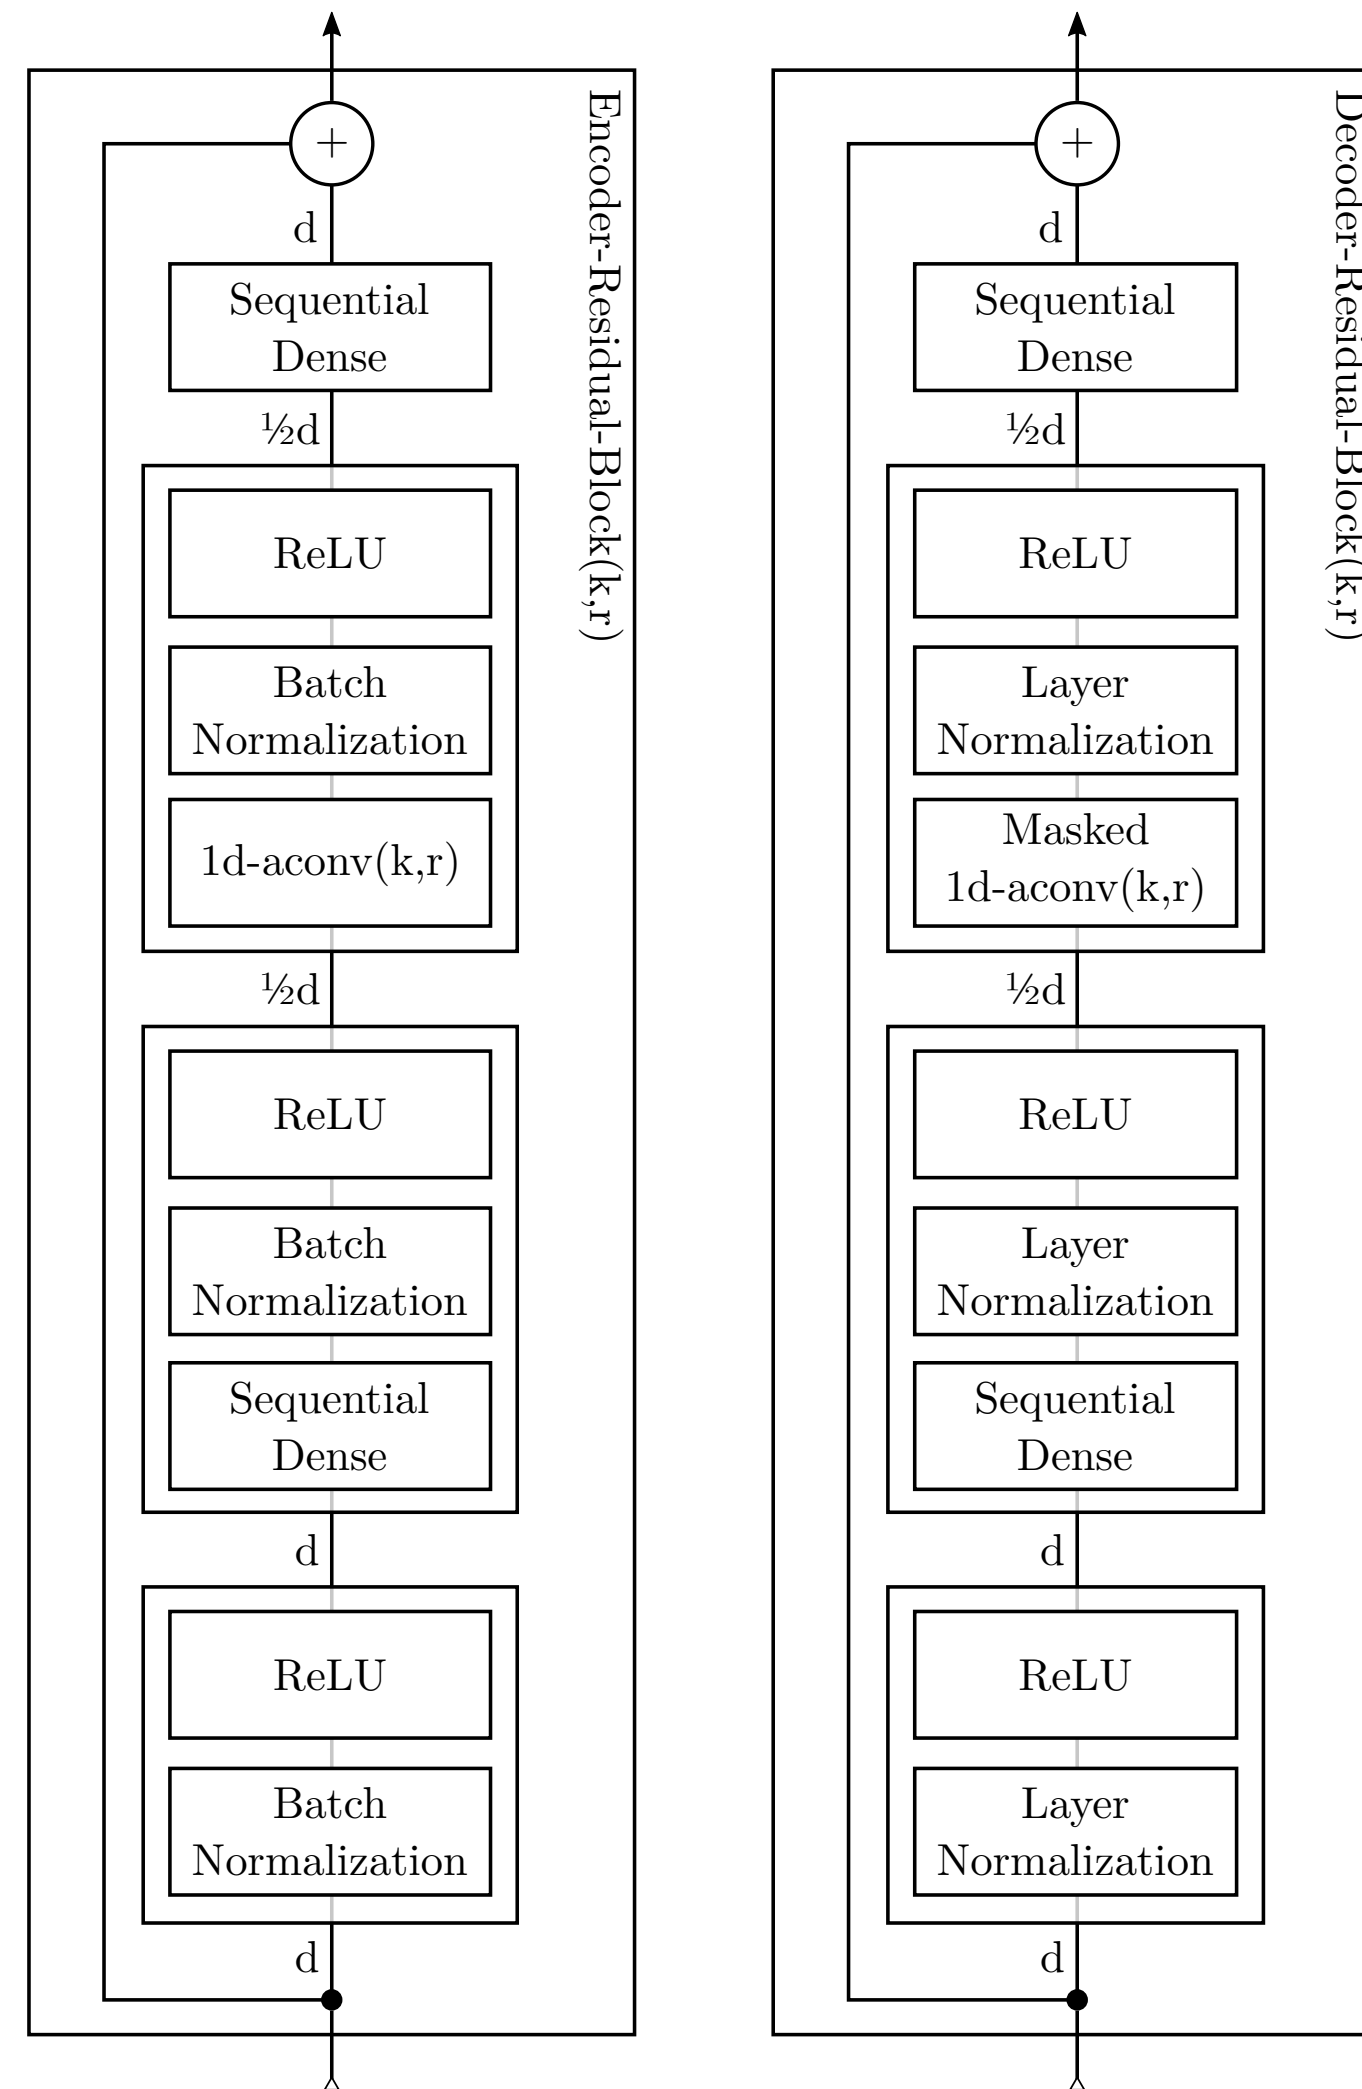 Encoder-Residual-Block(k,r)
+
d
Sequential
Dense
½d
ReLU
Batch
Normalization
1d-aconv(k,r)
½d
ReLU
Batch
Normalization
Sequential
Dense
d
ReLU
Batch
Normalization
d
Decoder-Residual-Block(k,r)
+
d
Sequential
Dense
½d
ReLU
Layer
Normalization
Masked
1d-aconv(k,r)
½d
ReLU
Layer
Normalization
Sequential
Dense
d
ReLU
Layer
Normalization
d